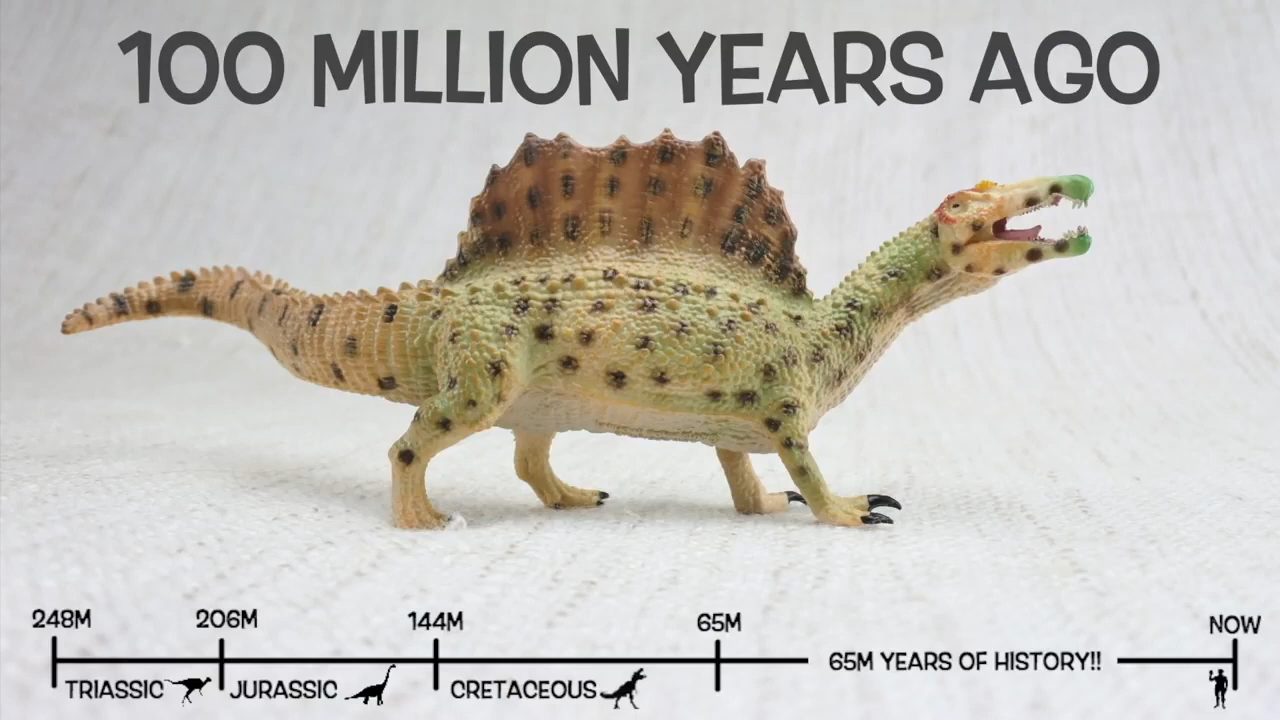 100 MILLION YEARS AGO
248M 206M 144M 65M NOW
65M YEARS OF HISTORY!!
TRIASSIC JURASSIC CRETACEOUS